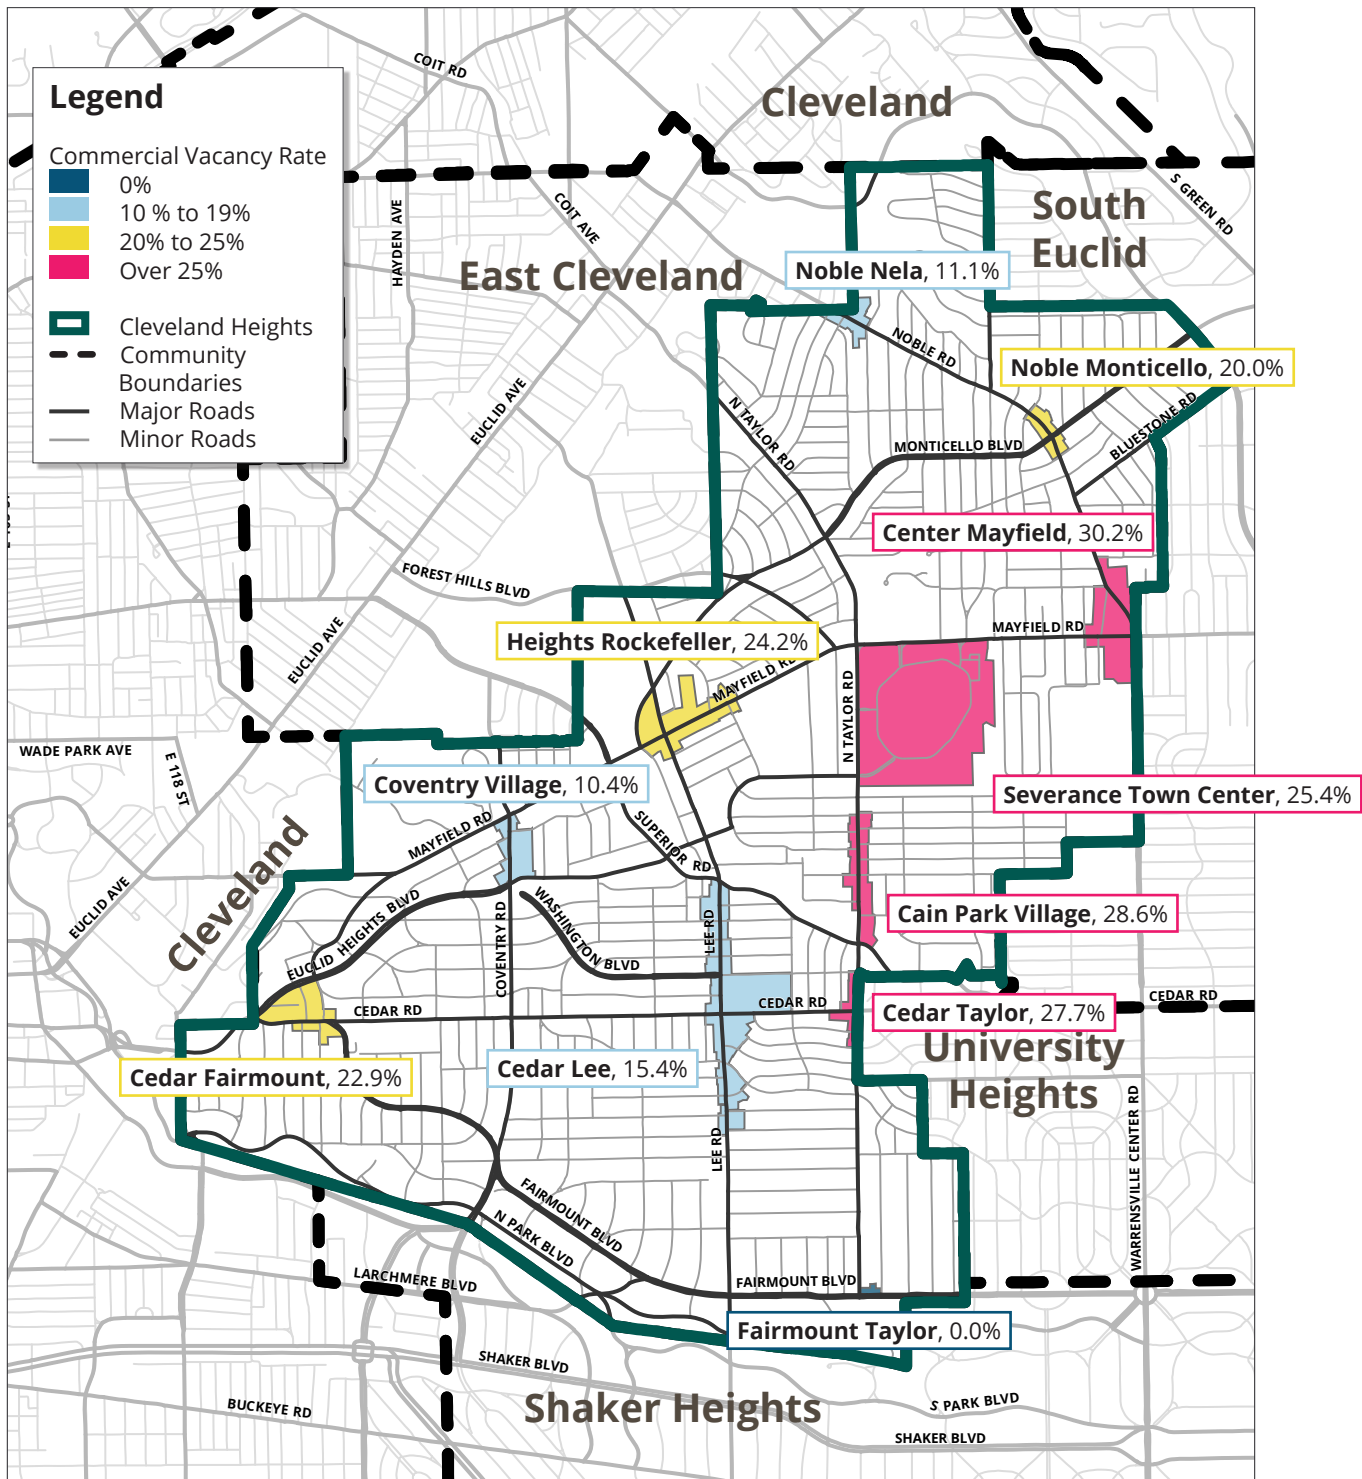 COIT RD
Cleveland
Legend
Commercial Vacancy Rate
0%
10 % to 19%
20% to 25%
Over 25%
Cleveland Heights
Community
Boundaries
Major Roads
Minor Roads
S GREEN RD
HAYDEN AVE
COIT AVE
South
Euclid
East Cleveland
Noble Nela, 11.1%
NOBLE RD
Noble Monticello, 20.0%
EUCLID AVE
N TAYLOR RD
MONTICELLO BLVD
BLUESTONE RD
Center Mayfield, 30.2%
FOREST HILLS BLVD
EUCLID AVE
Heights Rockefeller, 24.2%
MAYFIELD RD
MAYFIELD RD
N TAYLOR RD
WADE PARK AVE
E 118 ST
Coventry Village, 10.4%
Severance Town Center, 25.4%
MAYFIELD RD
SUPERIOR RD
Cleveland
EUCLID AVE
EUCLID HEIGHTS BLVD
COVENTRY RD
WASHINGTON BLVD
LEE RD
Cain Park Village, 28.6%
CEDAR RD
CEDAR RD
CEDAR RD
Cedar Taylor, 27.7%
University
Heights
Cedar Fairmount, 22.9%
Cedar Lee, 15.4%
LEE RD
WARRENSVILLE CENTER RD
FAIRMOUNT BLVD
N PARK BLVD
LARCHMERE BLVD
FAIRMOUNT BLVD
Fairmount Taylor, 0.0%
SHAKER BLVD
Shaker Heights
BUCKEYE RD
S PARK BLVD
SHAKER BLVD